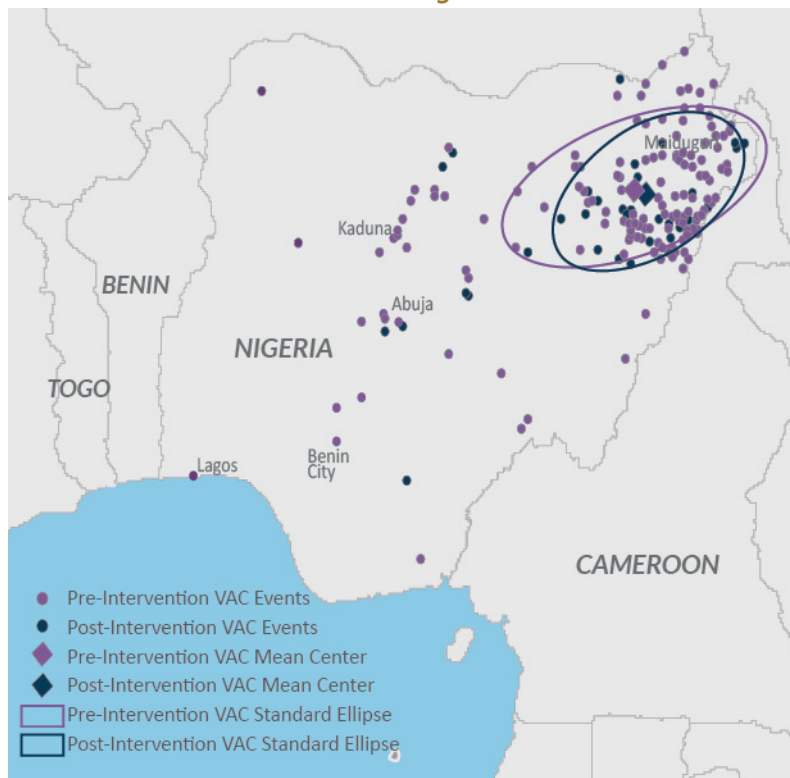 Maiduguri
Kaduna
BENIN
Abuja
NIGERIA
TOGO
Benin
City
Lagos
CAMEROON
Pre-Intervention VAC Events
Post-Intervention VAC Events
Pre-Intervention VAC Mean Center
Post-Intervention VAC Mean Center
Pre-Intervention VAC Standard Ellipse
Post-Intervention VAC Standard Ellipse